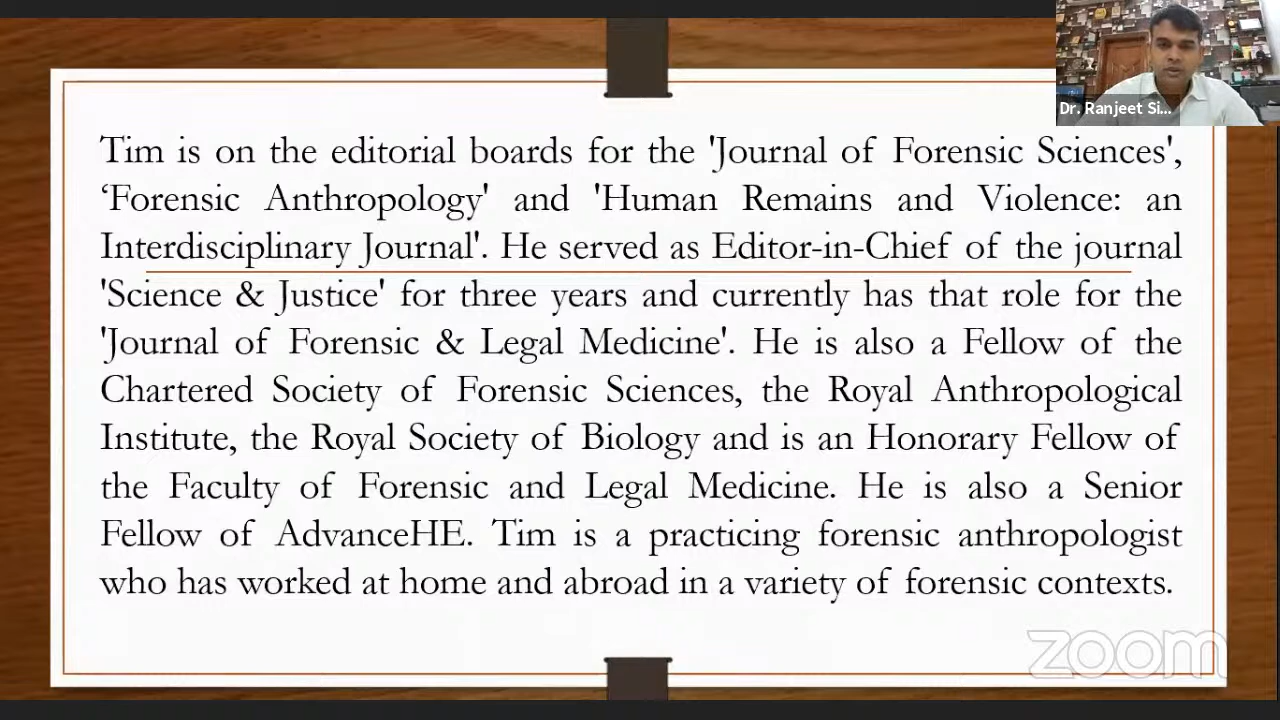 Dr. Ranjeet Si...
Tim is on the editorial boards for the 'Journal of Forensic Sciences',
‘Forensic Anthropology' and 'Human Remains and Violence: an
Interdisciplinary Journal'. He served as Editor-in-Chief of the journal
'Science & Justice' for three years and currently has that role for the
'Journal of Forensic & Legal Medicine'. He is also a Fellow of the
Chartered Society of Forensic Sciences, the Royal Anthropological
Institute, the Royal Society of Biology and is an Honorary Fellow of
the Faculty of Forensic and Legal Medicine. He is also a Senior
Fellow of AdvanceHE. Tim is a practicing forensic anthropologist
who has worked at home and abroad in a variety of forensic contexts.
zoom